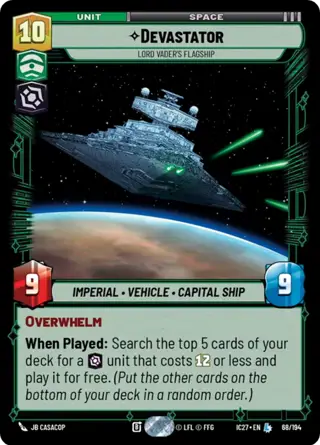 UNIT SPACE
10
✧DEVASTATOR
LORD VADER'S FLAGSHIP
9 9
IMPERIAL • VEHICLE • CAPITAL SHIP
OVERWHELM
When Played: Search the top 5 cards of your
deck for a unit that costs 12 or less and
play it for free. (Put the other cards on the
bottom of your deck in a random order.)
JB CASACOP © LFL © FFG IC27 • EN 68/194